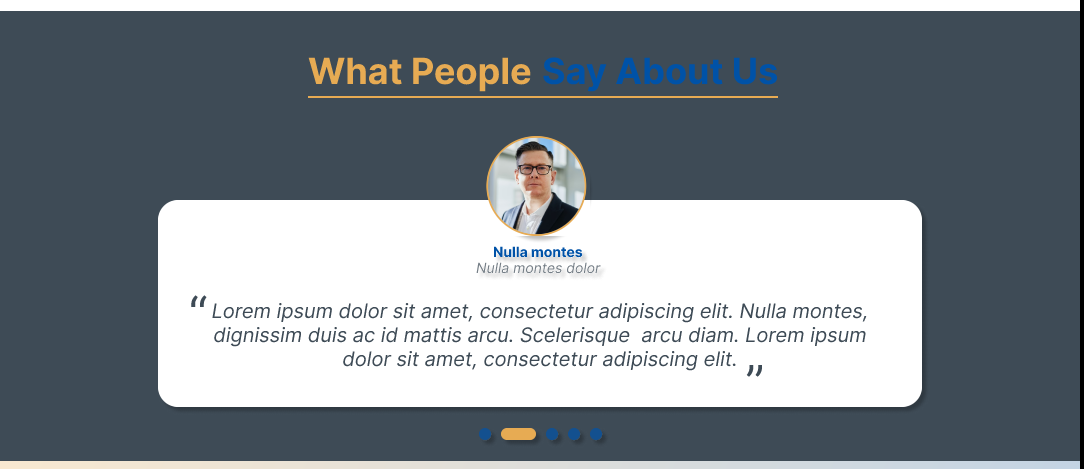 What People Say About Us
Nulla montes
Nulla montes dolor
“ Lorem ipsum dolor sit amet, consectetur adipiscing elit. Nulla montes,
dignissim duis ac id mattis arcu. Scelerisque  arcu diam. Lorem ipsum
dolor sit amet, consectetur adipiscing elit. ”